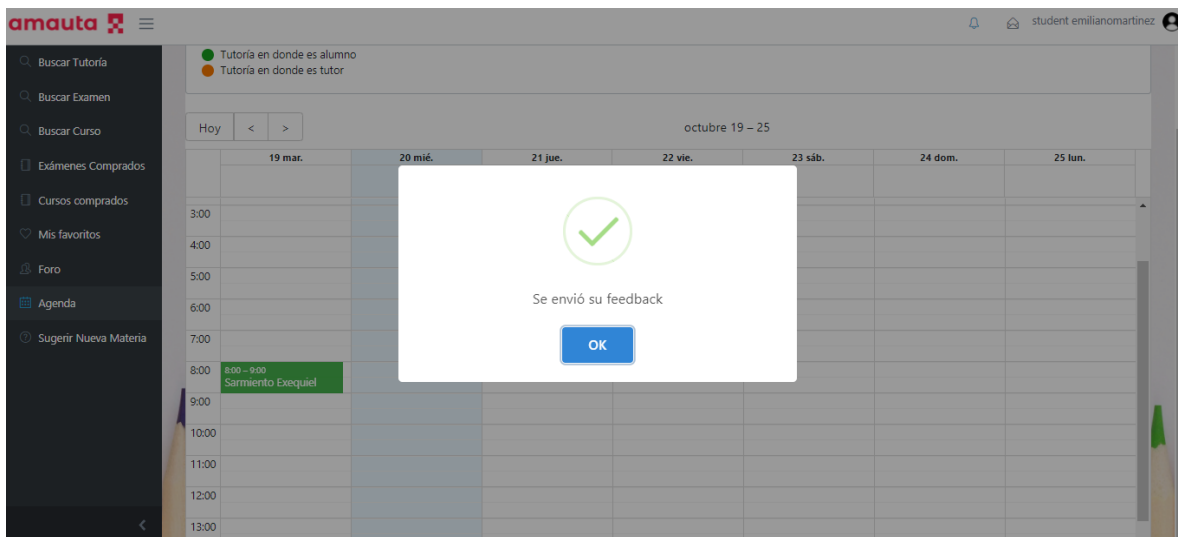 amauta
student emilianomartinez
Buscar Tutoría
Buscar Examen
Buscar Curso
Exámenes Comprados
Cursos comprados
Mis favoritos
Foro
Agenda
Sugerir Nueva Materia
Tutoría en donde es alumno
Tutoría en donde es tutor
Hoy < >
octubre 19 – 25
19 mar. 20 mié. 21 jue. 22 vie. 23 sáb. 24 dom. 25 lun.
3:00
4:00
5:00
6:00
7:00
8:00
8:00 – 9:00
Sarmiento Exequiel
9:00
10:00
11:00
12:00
13:00
Se envió su feedback
OK